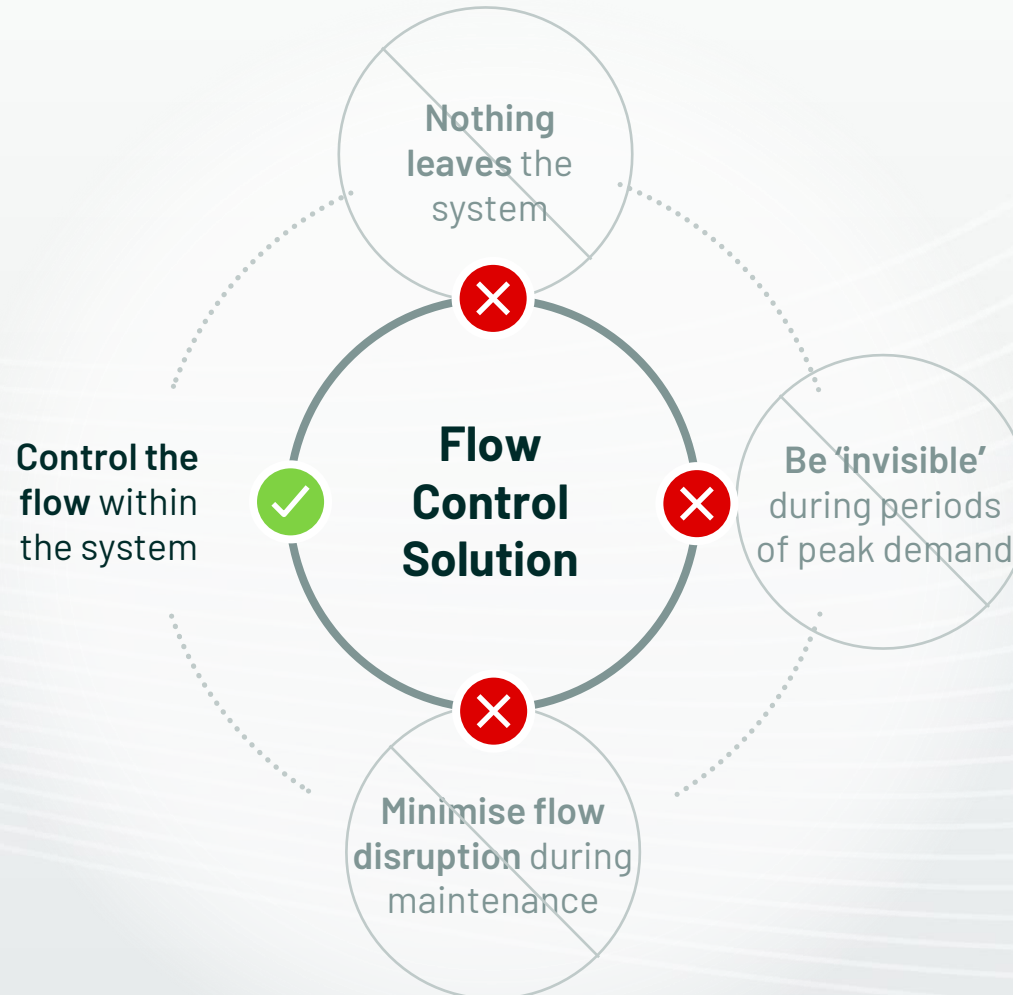 Nothing
leaves the
system
Flow
Control
Solution
Control the
flow within
the system
Be ‘invisible’
during periods
of peak demand
Minimise flow
disruption during
maintenance